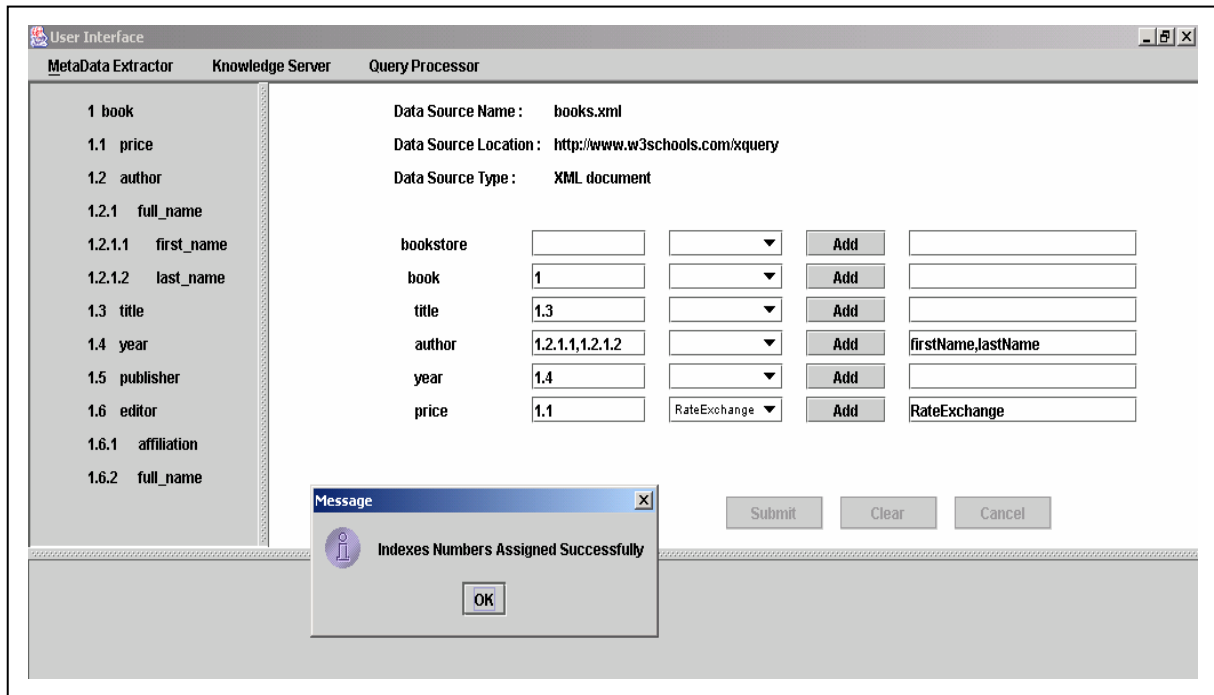 User Interface
MetaData Extractor Knowledge Server Query Processor
1 book
1.1 price
1.2 author
1.2.1 full_name
1.2.1.1 first_name
1.2.1.2 last_name
1.3 title
1.4 year
1.5 publisher
1.6 editor
1.6.1 affiliation
1.6.2 full_name
Data Source Name : books.xml
Data Source Location : http://www.w3schools.com/xquery
Data Source Type : XML document
bookstore Add
book 1 Add
title 1.3 Add
author 1.2.1.1,1.2.1.2 Add firstName,lastName
year 1.4 Add
price 1.1 RateExchange Add RateExchange
Submit Clear Cancel
Message
Indexes Numbers Assigned Successfully
OK